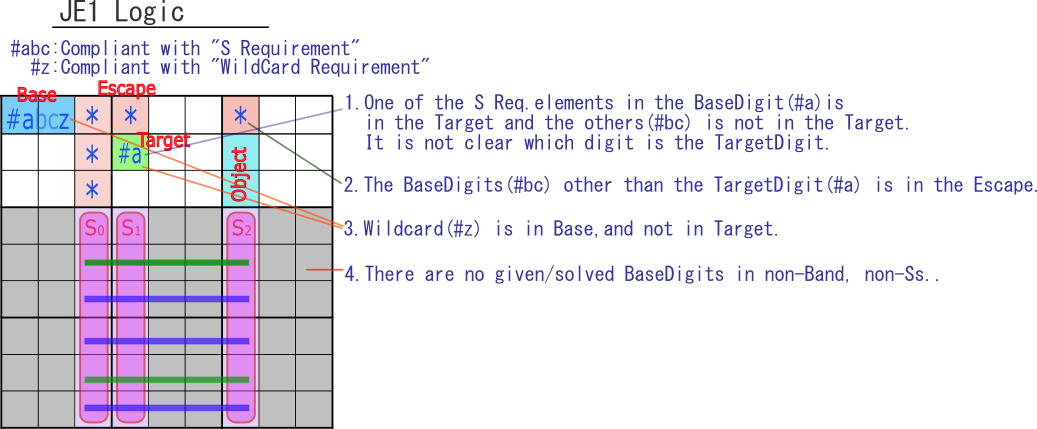 JE1 Logic
#abc:Compliant with "S Requirement"
#z:Compliant with "WildCard Requirement"
Base
Escape
#abcz
*
*
*
1.One of the S Req.elements in the BaseDigit(#a)is
in the Target and the others(#bc) is not in the Target.
It is not clear which digit is the TargetDigit.
Target
*
#a
Object
*
2.The BaseDigits(#bc) other than the TargetDigit(#a) is in the Escape.
S0
S1
S2
3.Wildcard(#z) is in Base,and not in Target.
4.There are no given/solved BaseDigits in non-Band, non-Ss..